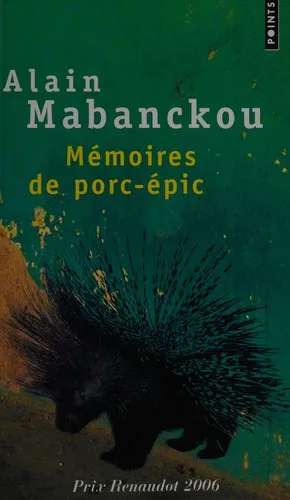 POINTS
Alain
Mabanckou
Mémoires
de porc-épic
Prix Renaudot 2006